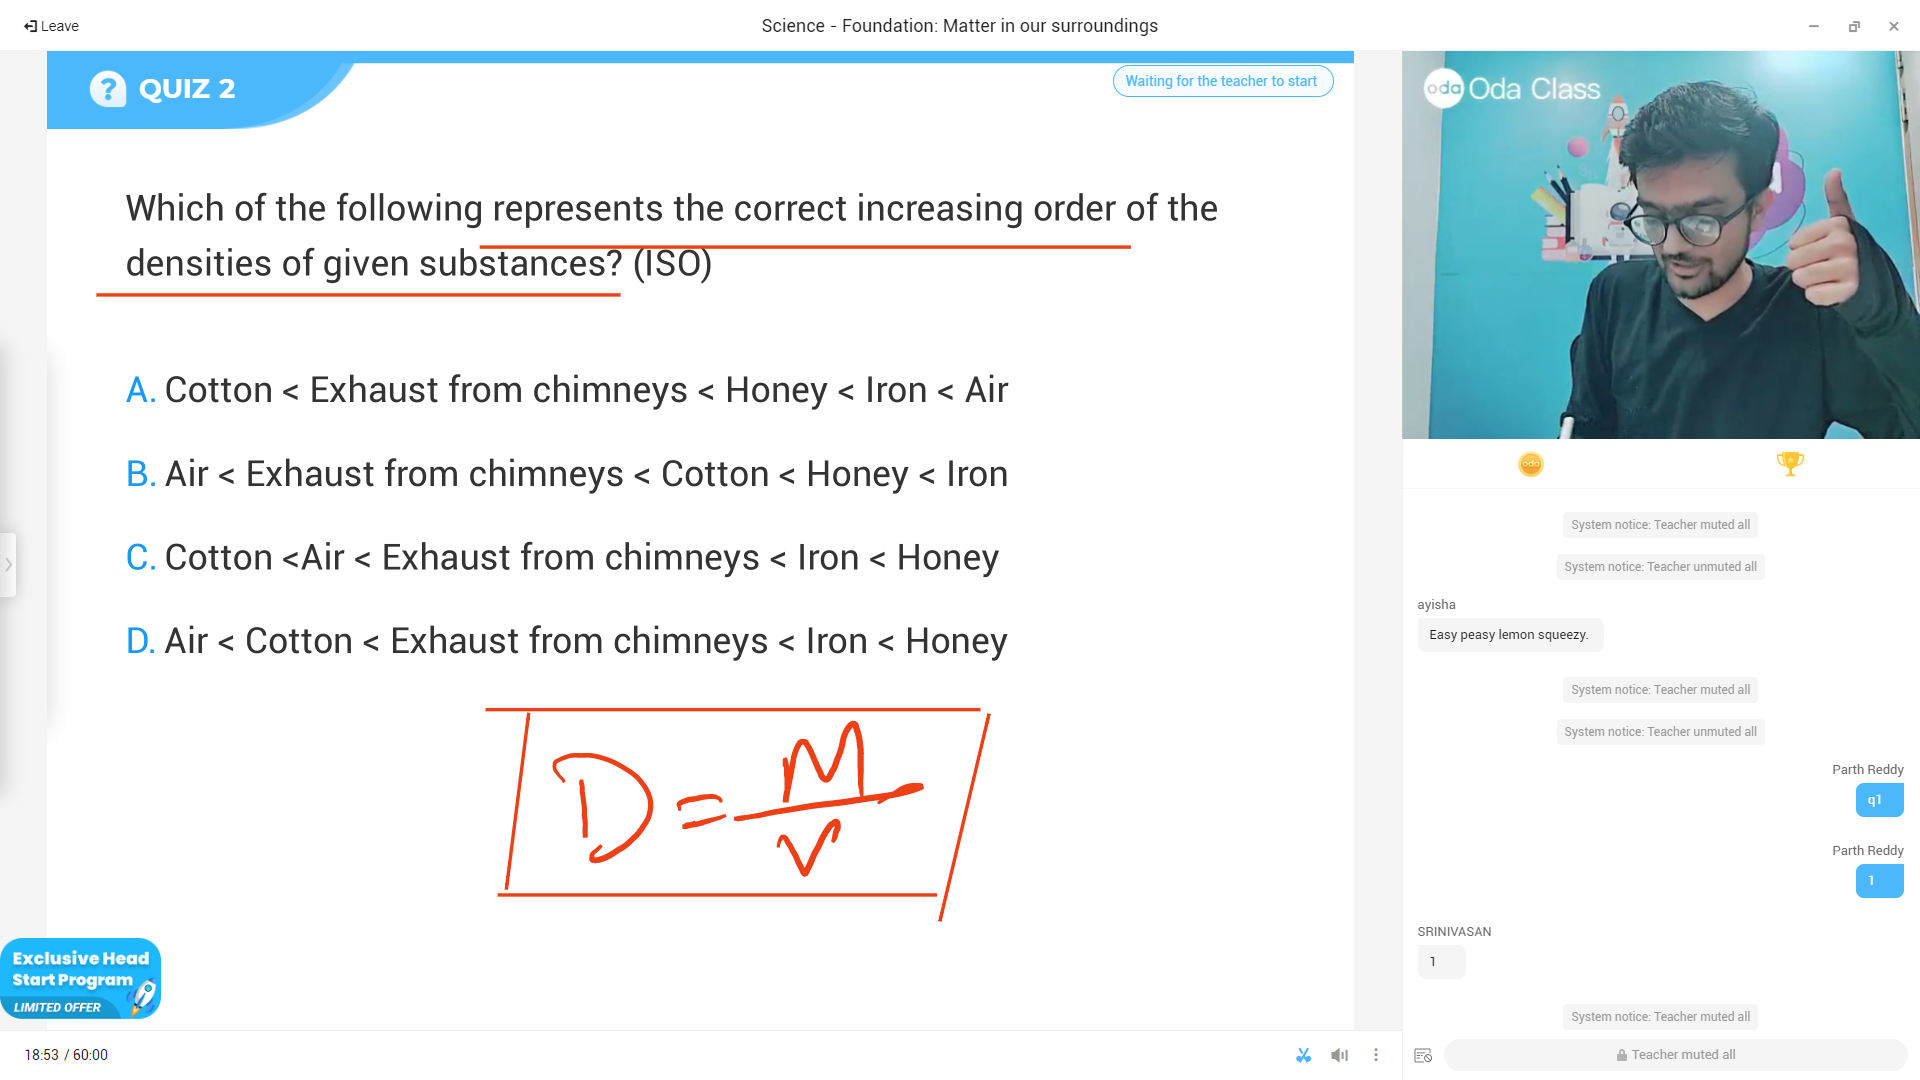 Leave
Science - Foundation: Matter in our surroundings
QUIZ 2
Waiting for the teacher to start
Which of the following represents the correct increasing order of the
densities of given substances? (ISO)
A. Cotton < Exhaust from chimneys < Honey < Iron < Air
B. Air < Exhaust from chimneys < Cotton < Honey < Iron
C. Cotton <Air < Exhaust from chimneys < Iron < Honey
D. Air < Cotton < Exhaust from chimneys < Iron < Honey
D = M
V
Exclusive Head
Start Program
LIMITED OFFER
18:53 / 60:00
oda Oda Class
oda
System notice: Teacher muted all
System notice: Teacher unmuted all
ayisha
Easy peasy lemon squeezy.
System notice: Teacher muted all
System notice: Teacher unmuted all
Parth Reddy
q1
Parth Reddy
1
SRINIVASAN
1
System notice: Teacher muted all
Teacher muted all